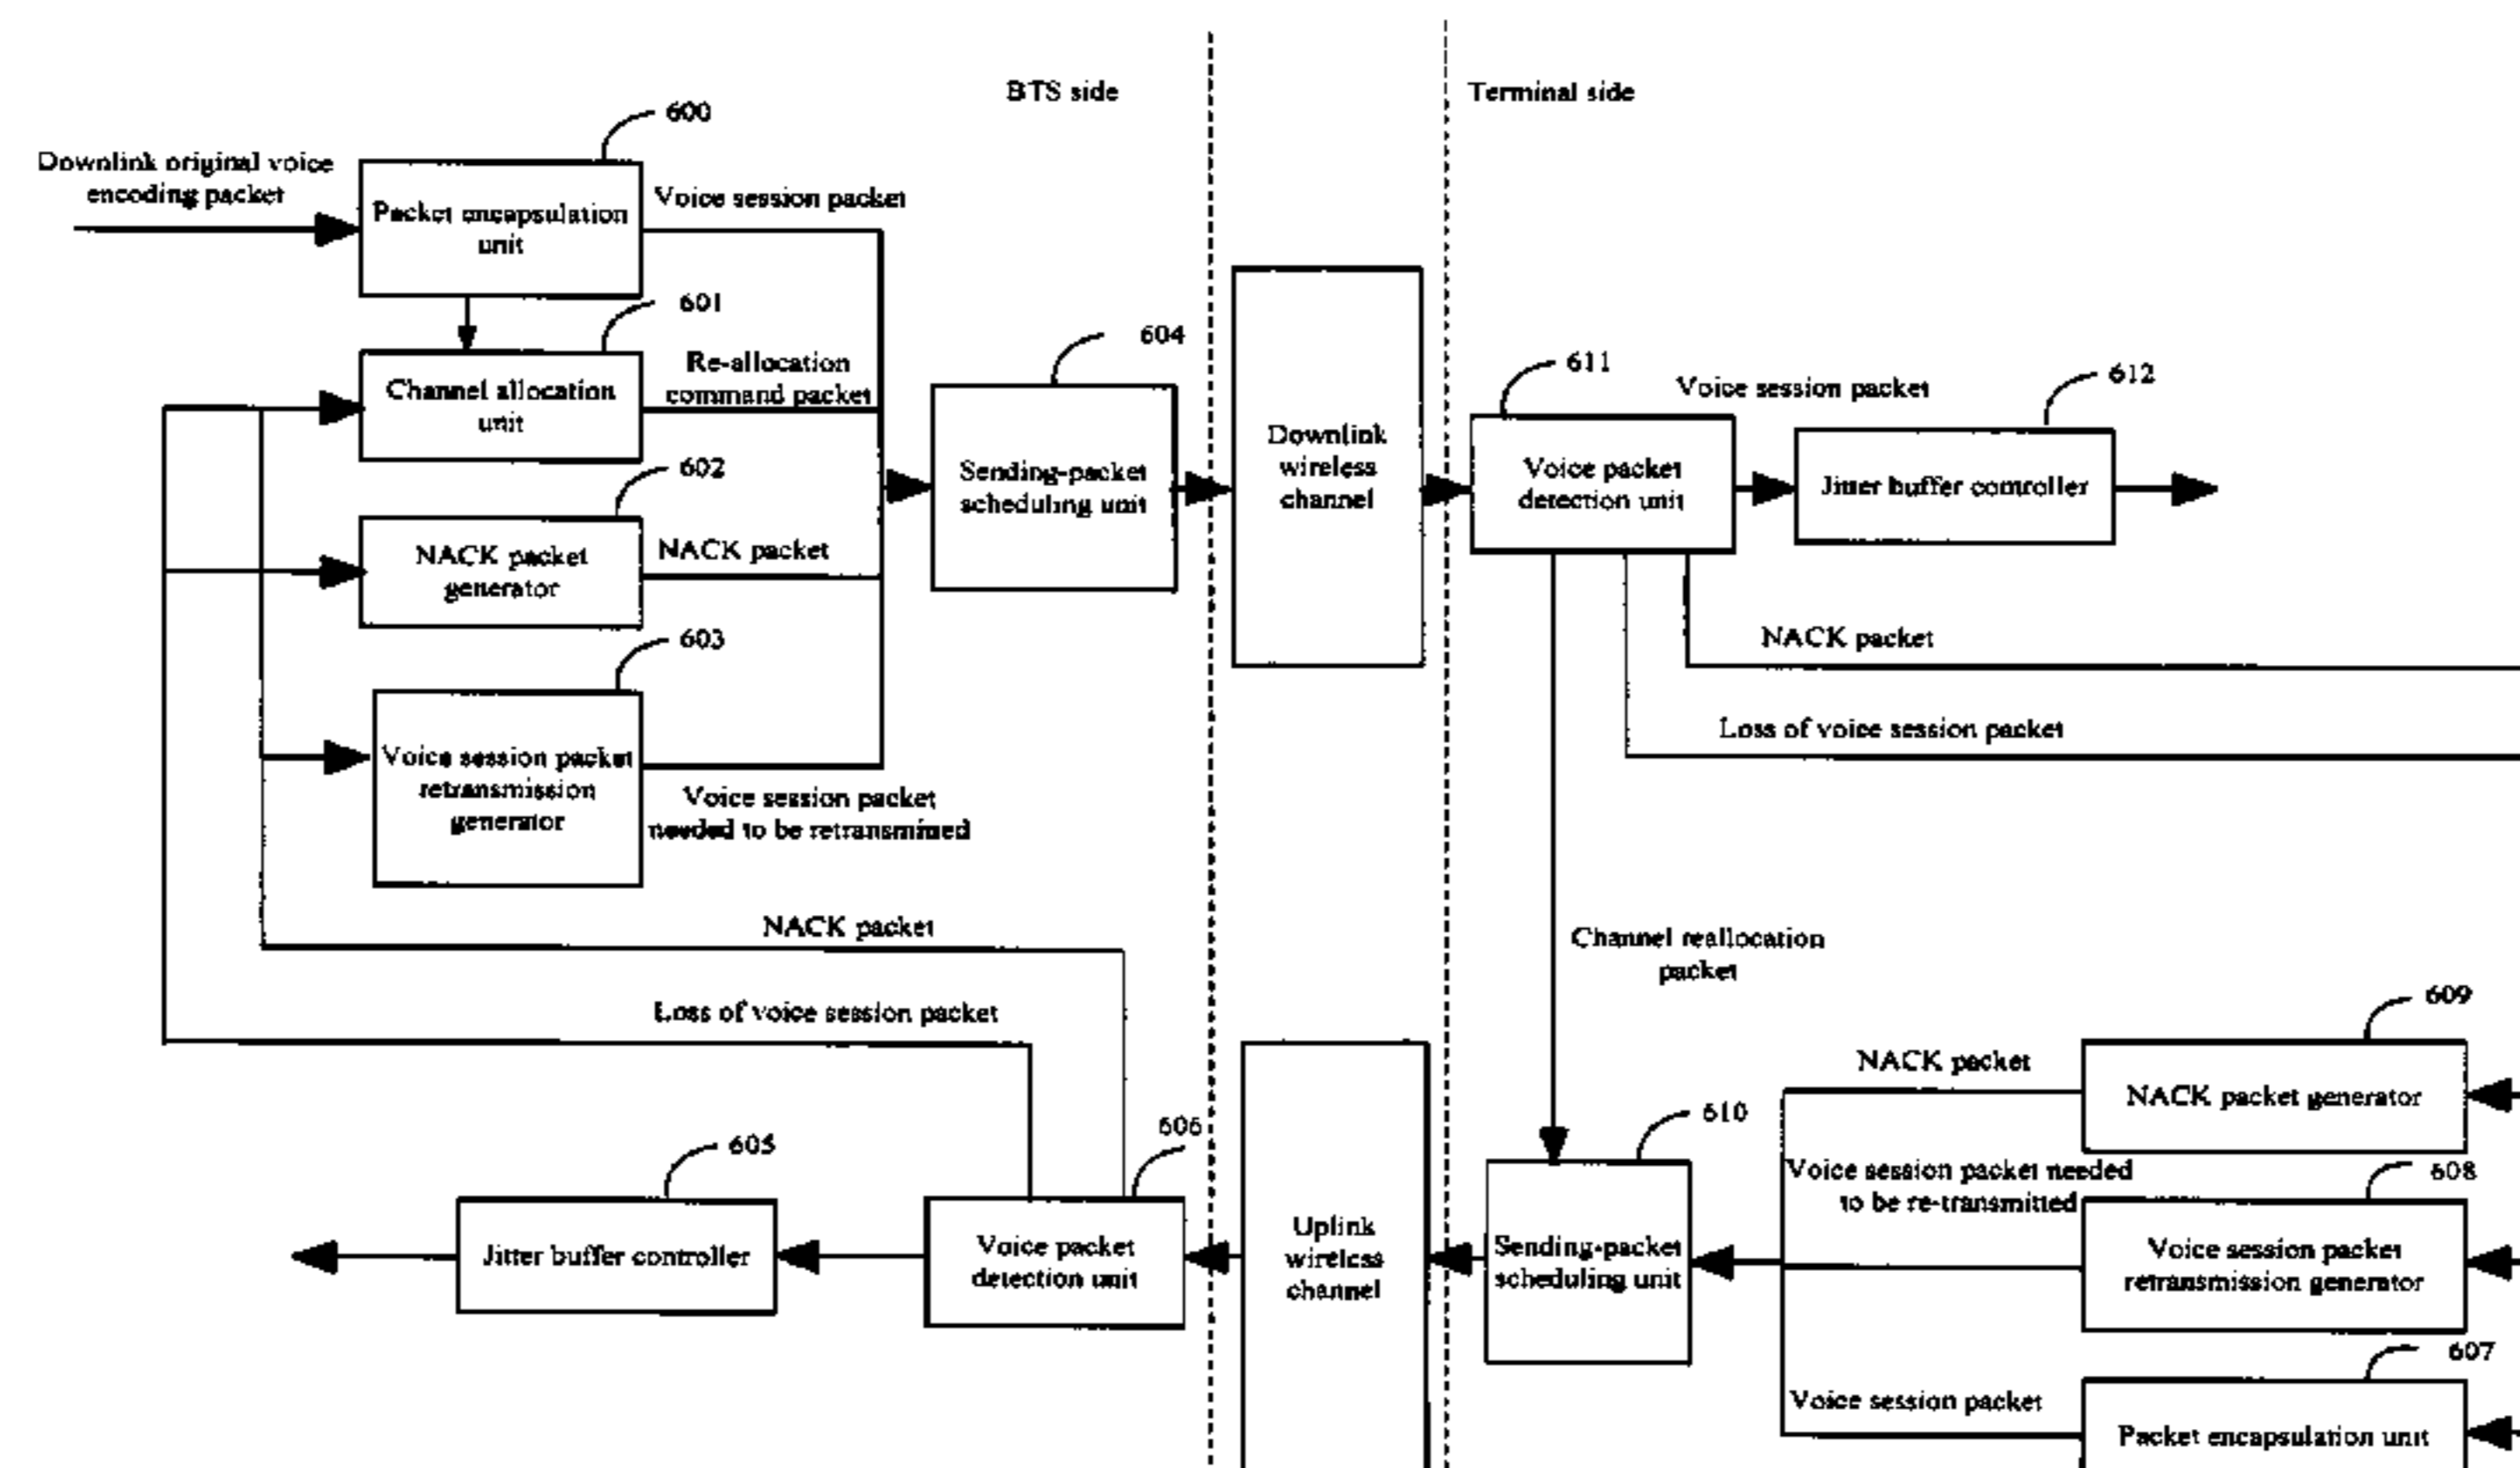 BTS side
Terminal side
600
Downlink original voice
encoding packet
Packet encapsulation
unit
Voice session packet
601
Channel allocation
unit
Re-allocation
command packet
602
NACK packet
generator
NACK packet
603
Voice session packet
retransmission
generator
Voice session packet
needed to be retransmitted
604
Sending-packet
scheduling unit
Downlink
wireless
channel
611
Voice packet
detection unit
Voice session packet
612
Jitter buffer controller
NACK packet
Loss of voice session packet
NACK packet
Loss of voice session packet
Channel reallocation
packet
605
Jitter buffer controller
606
Voice packet
detection unit
Uplink
wireless
channel
610
Sending-packet
scheduling unit
NACK packet
609
NACK packet generator
Voice session packet needed
to be re-transmitted
608
Voice session packet
retransmission generator
607
Voice session packet
Packet encapsulation unit